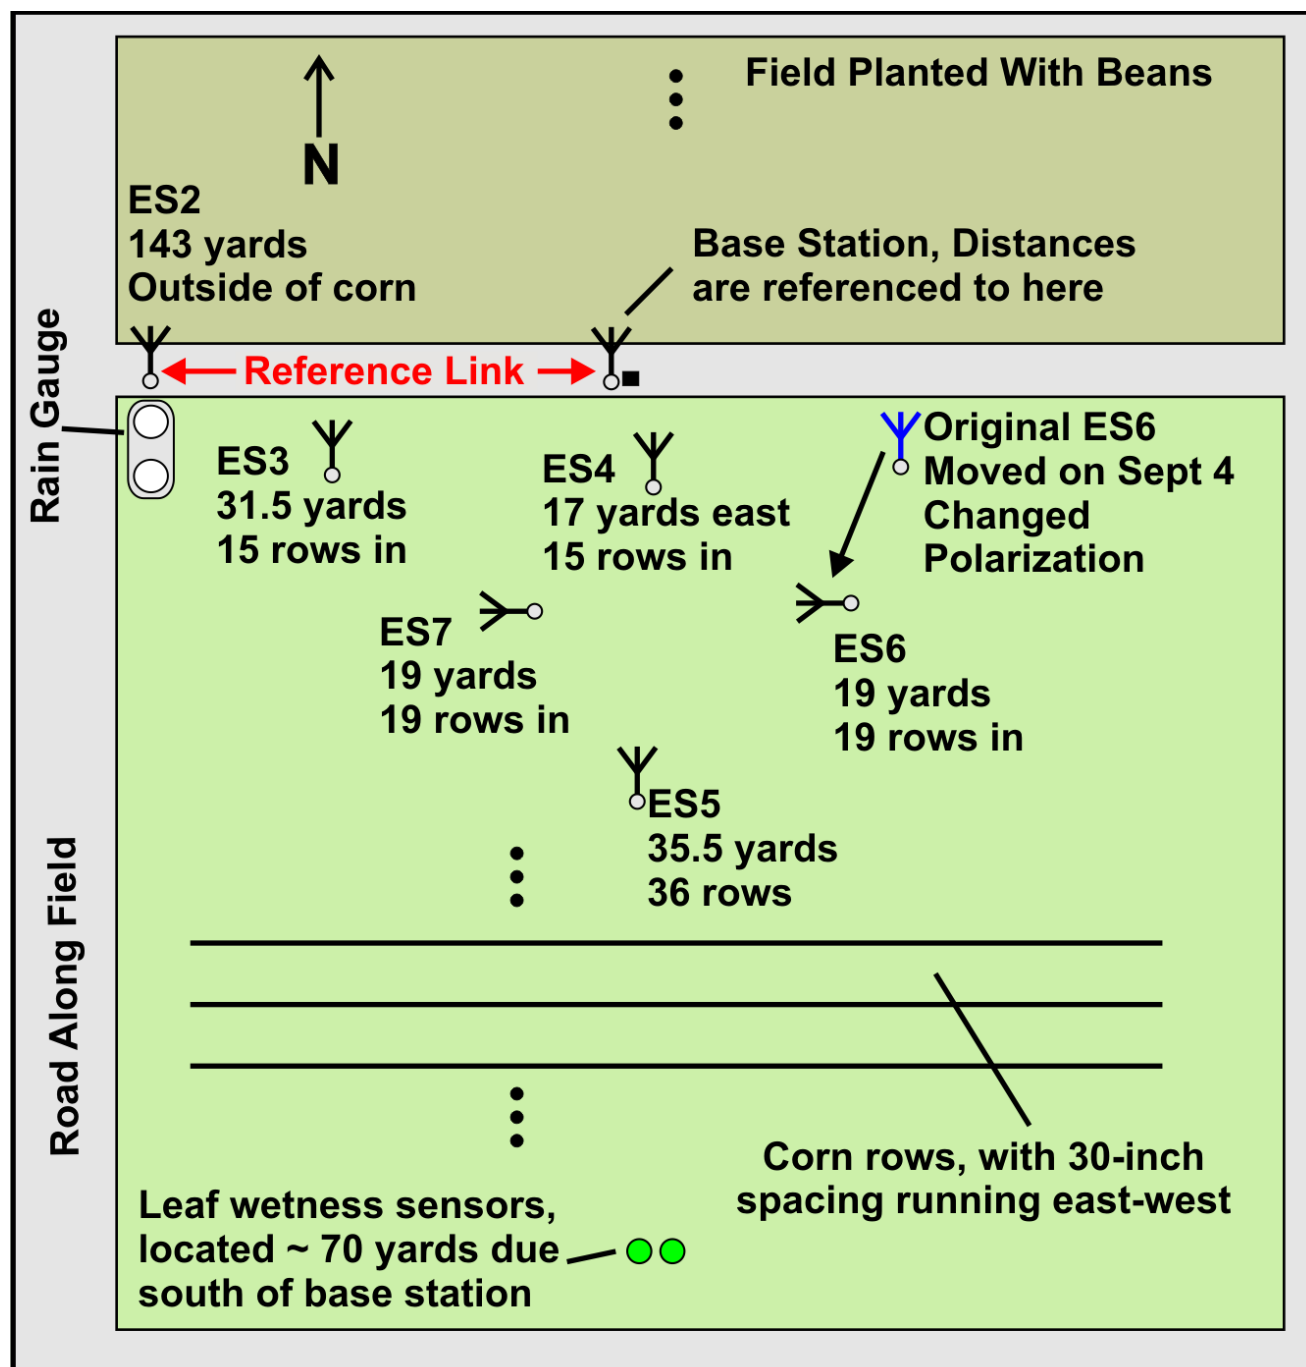 Field Planted With Beans
N
ES2
143 yards
Outside of corn
Base Station, Distances
are referenced to here
Rain Gauge
Reference Link
ES3
31.5 yards
15 rows in
ES4
17 yards east
15 rows in
Original ES6
Moved on Sept 4
Changed
Polarization
ES7
19 yards
19 rows in
ES6
19 yards
19 rows in
ES5
35.5 yards
36 rows
Road Along Field
Corn rows, with 30-inch
spacing running east-west
Leaf wetness sensors,
located ~ 70 yards due
south of base station